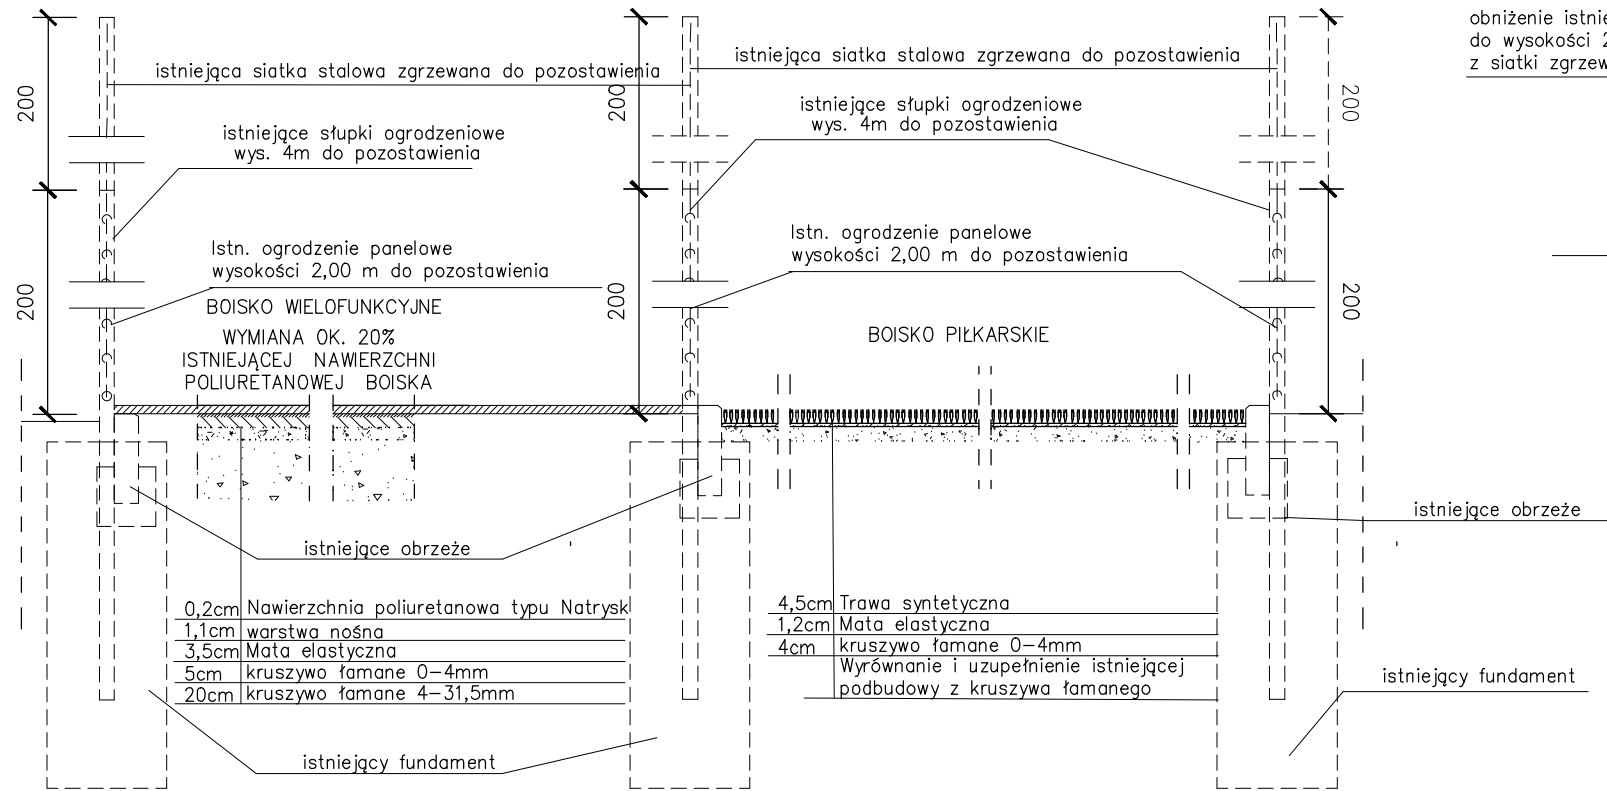 istniejąca siatka stalowa zgrzewana do pozostawienia
200
istniejące słupki ogrodzeniowe
wys. 4m do pozostawienia
Istn. ogrodzenie panelowe
wysokości 2,00 m do pozostawienia
200
BOISKO WIELOFUNKCYJNE
WYMIANA OK. 20%
ISTNIEJĄCEJ NAWIERZCHNI
POLIURETANOWEJ BOISKA
istniejące obrzeże
0,2cm Nawierzchnia poliuretanowa typu Natrysk
1,1cm warstwa nośna
3,5cm Mata elastyczna
5cm kruszywo łamane 0-4mm
20cm kruszywo łamane 4-31,5mm
istniejący fundament
istniejąca siatka stalowa zgrzewana do pozostawienia
200
200
istniejące słupki ogrodzeniowe
wys. 4m do pozostawienia
Istn. ogrodzenie panelowe
wysokości 2,00 m do pozostawienia
200
200
BOISKO PIŁKARSKIE
4,5cm Trawa syntetyczna
1,2cm Mata elastyczna
4cm kruszywo łamane 0-4mm
Wyrównanie i uzupełnienie istniejącej
podbudowy z kruszywa łamanego
obniżenie
do wysokości
z siatki
istniejące obrzeże
istniejący fundament